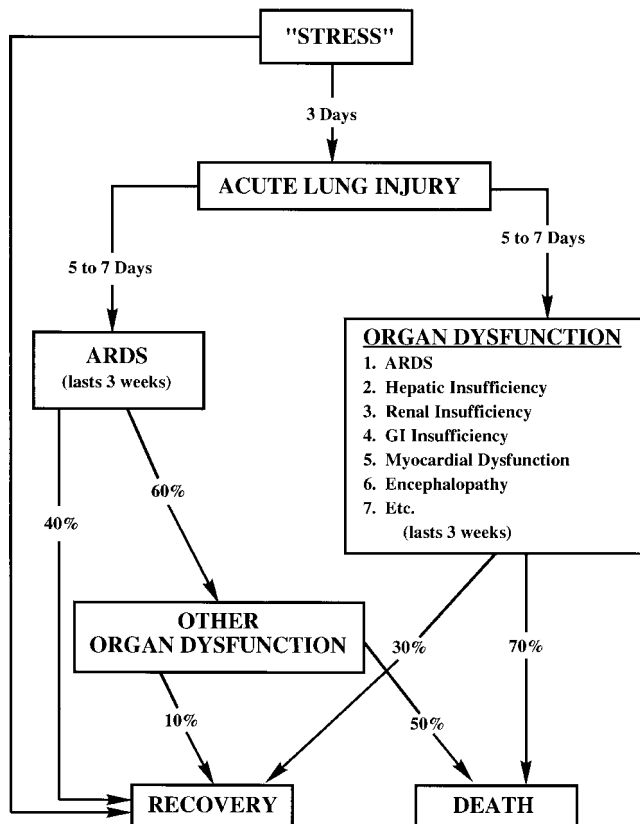 "STRESS"
3 Days
ACUTE LUNG INJURY
5 to 7 Days
5 to 7 Days
ARDS
(lasts 3 weeks)
ORGAN DYSFUNCTION
1. ARDS
2. Hepatic Insufficiency
3. Renal Insufficiency
4. GI Insufficiency
5. Myocardial Dysfunction
6. Encephalopathy
7. Etc.
(lasts 3 weeks)
40%
60%
OTHER
ORGAN DYSFUNCTION
30%
70%
10%
50%
RECOVERY
DEATH